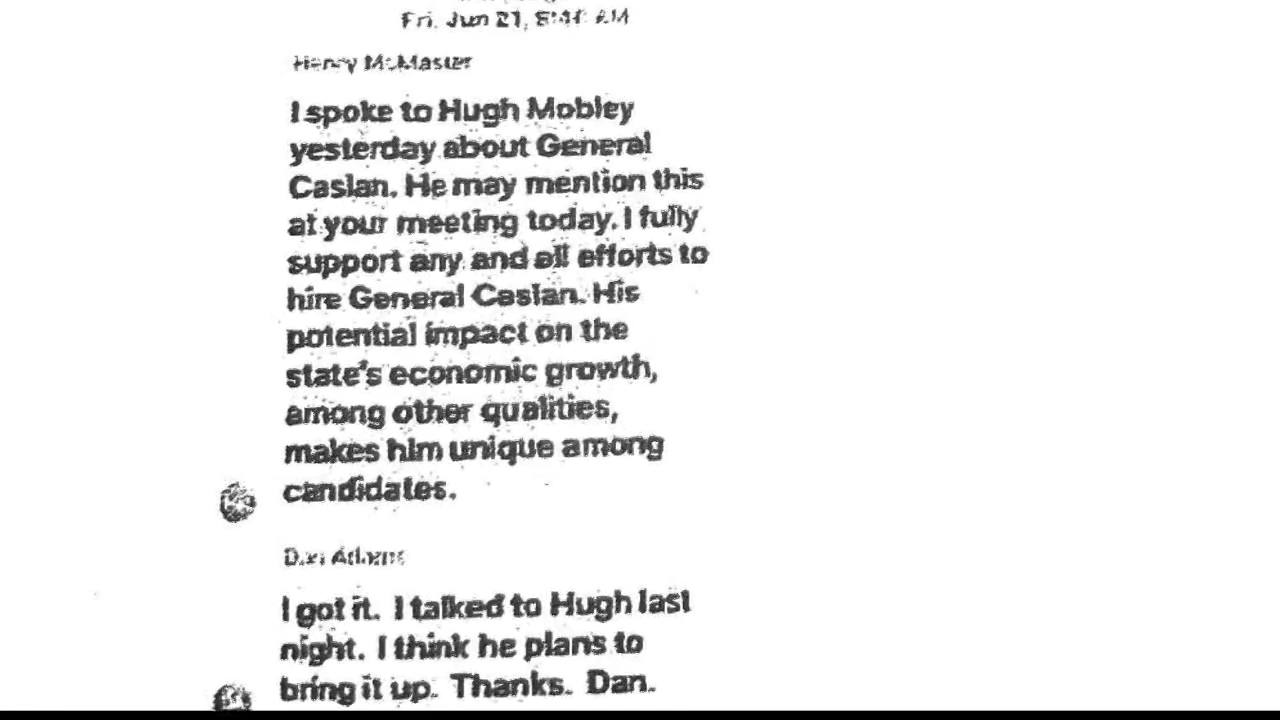 Fri. Jun 21, 8:46 AM
Henry McMaster
I spoke to Hugh Mobley
yesterday about General
Caslan. He may mention this
at your meeting today. I fully
support any and all efforts to
hire General Caslan. His
potential impact on the
state's economic growth,
among other qualities,
makes him unique among
candidates.
Dan Adams
I got it. I talked to Hugh last
night. I think he plans to
bring it up. Thanks. Dan.